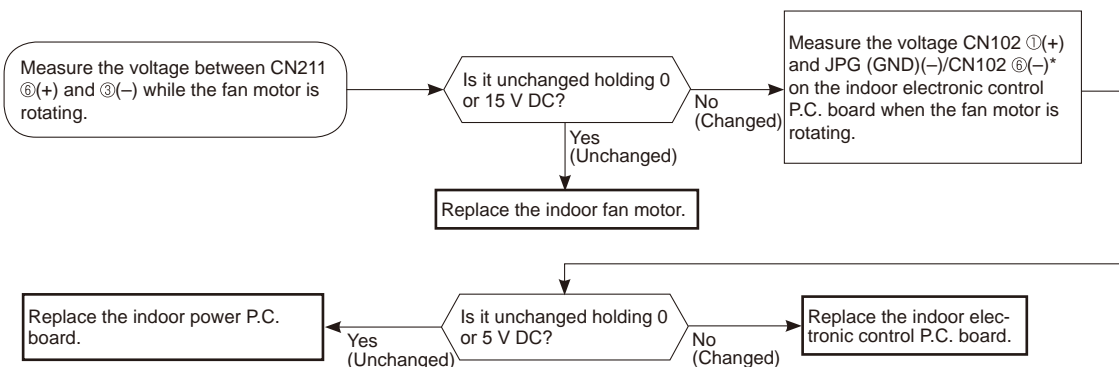 Measure the voltage between CN211
⑥(+) and ③(–) while the fan motor is
rotating.
Is it unchanged holding 0
or 15 V DC?
No
(Changed)
Measure the voltage CN102 ①(+)
and JPG (GND)(–)/CN102 ⑥(–)*
on the indoor electronic control
P.C. board when the fan motor is
rotating.
Yes
(Unchanged)
Replace the indoor fan motor.
Replace the indoor power P.C.
board.
Yes
(Unchanged)
Is it unchanged holding 0
or 5 V DC?
No
(Changed)
Replace the indoor elec-
tronic control P.C. board.